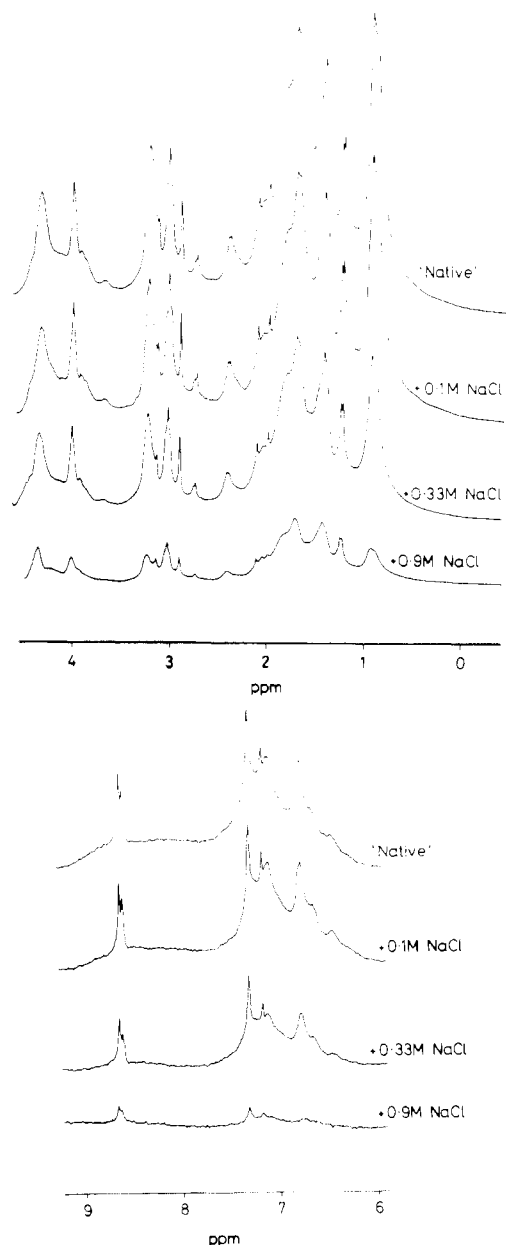 'Native'
+0·1M NaCl
+0·33M NaCl
+0·9M NaCl
4 3 2 1 0
ppm
'Native'
+0·1M NaCl
+0·33M NaCl
+0·9M NaCl
9 8 7 6
ppm